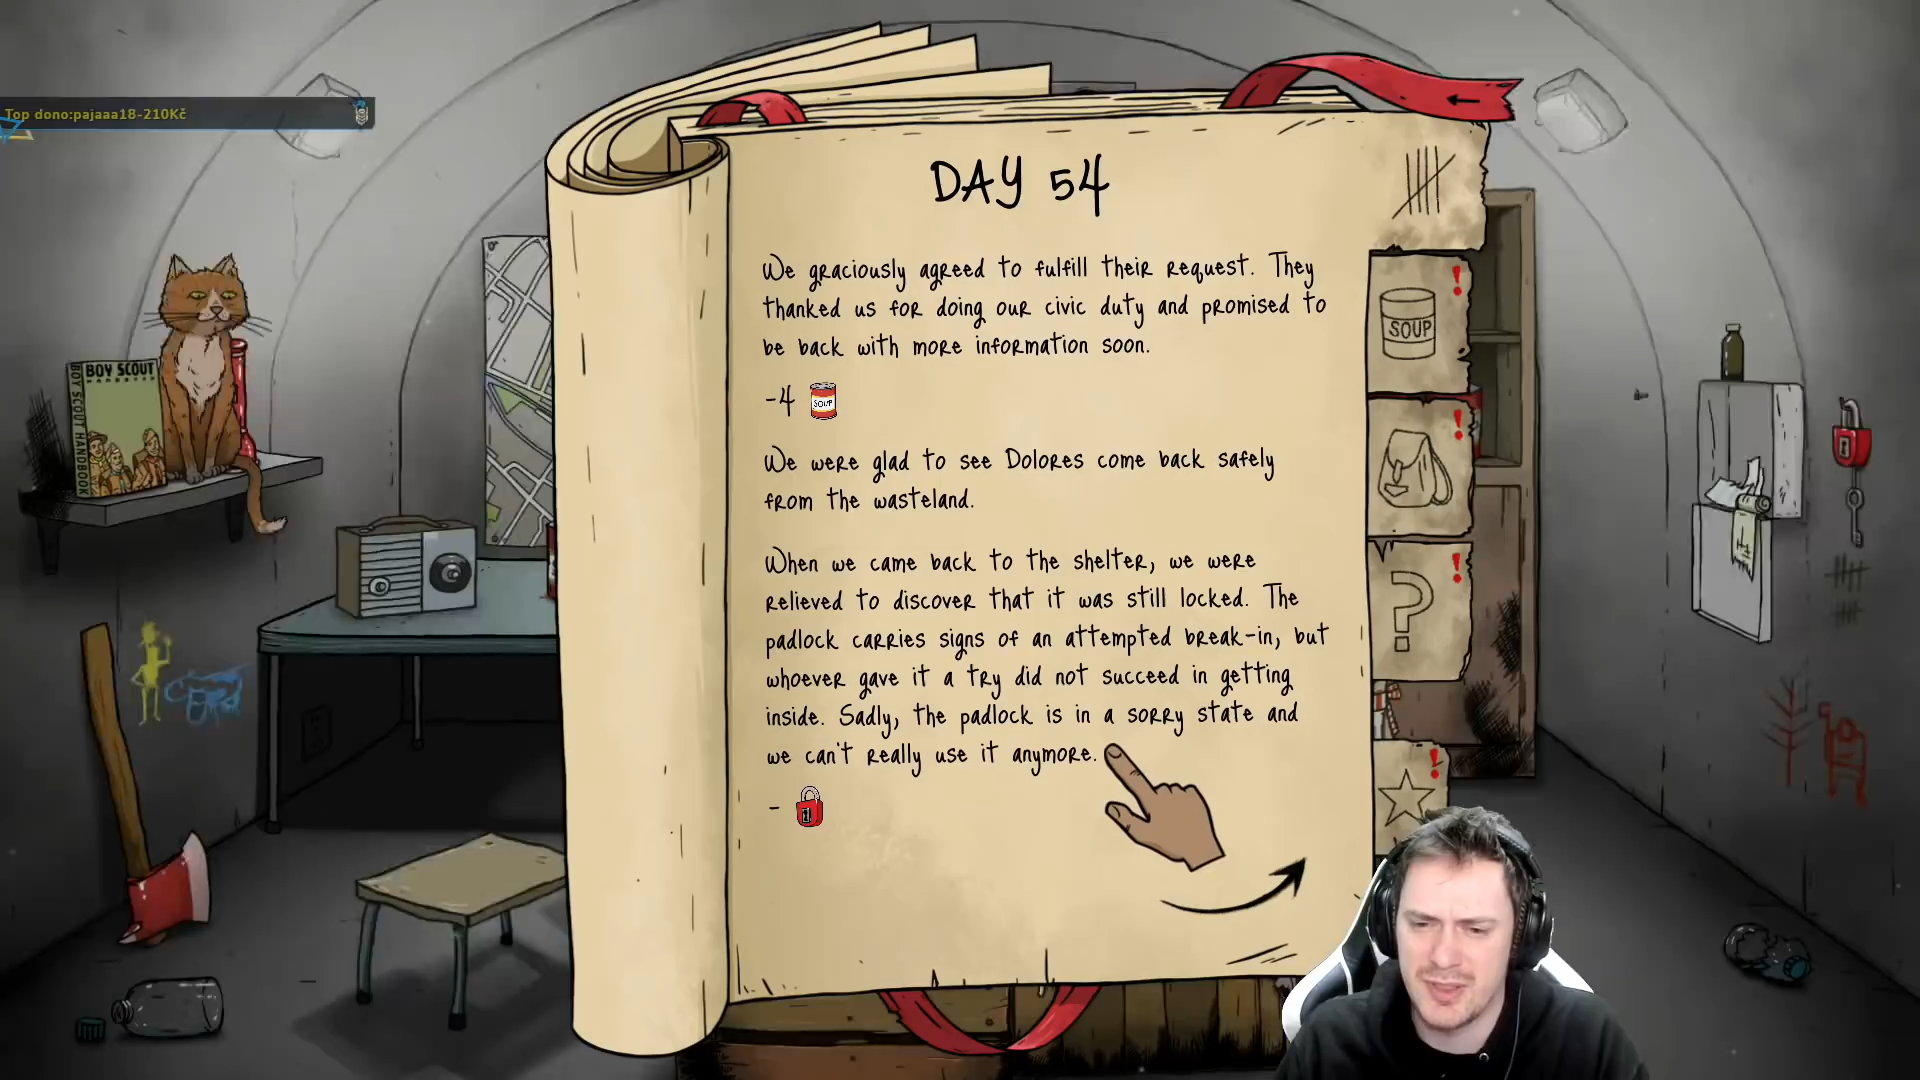 Top dono:pajaaa18-210Kč
DAY 54
We graciously agreed to fulfill their request. They
thanked us for doing our civic duty and promised to
be back with more information soon.
-4
SOUP
We were glad to see Dolores come back safely
from the wasteland.
When we came back to the shelter, we were
relieved to discover that it was still locked. The
padlock carries signs of an attempted break-in, but
whoever gave it a try did not succeed in getting
inside. Sadly, the padlock is in a sorry state and
we can't really use it anymore.
-
!
SOUP
!
!
?
!
BOY SCOUT
HANDBOOK
BOY SCOUT HANDBOOK